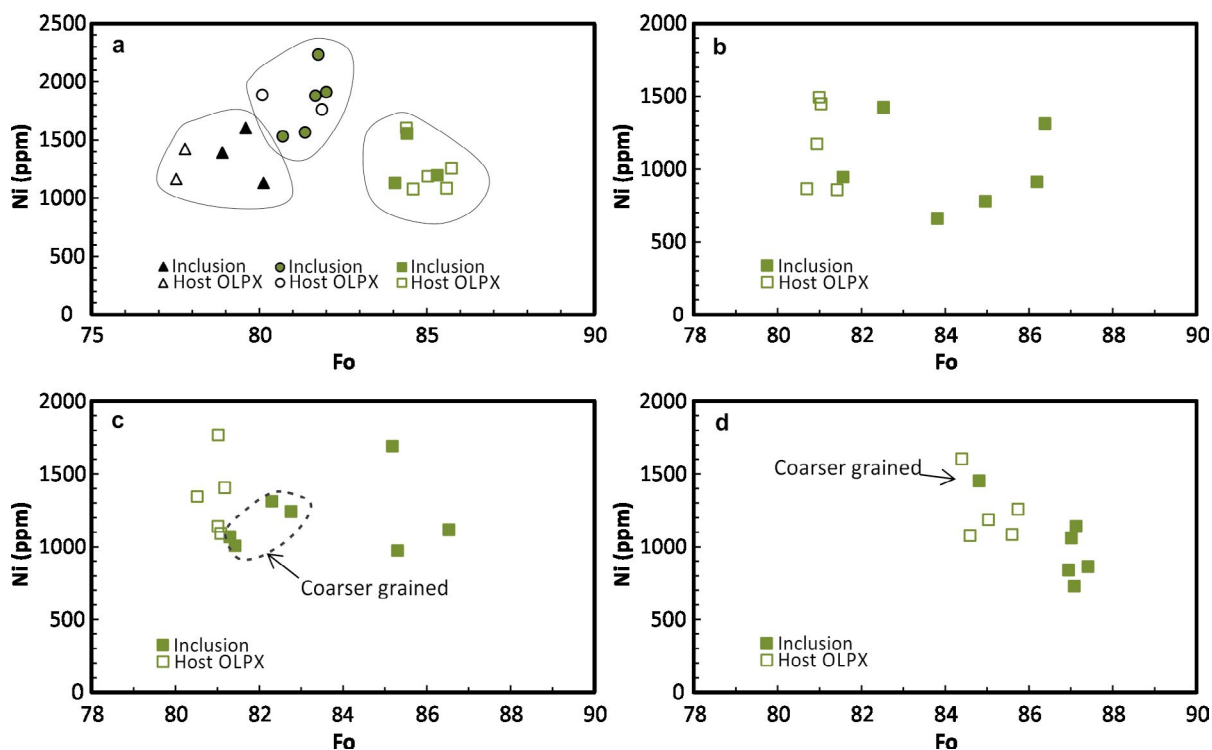 2500
2000
1500
1000
500
0
Ni (ppm)
a
Inclusion Inclusion Inclusion
Host OLPX Host OLPX Host OLPX
75 80 85 90
Fo
2000
1500
1000
500
0
Ni (ppm)
b
Inclusion
Host OLPX
78 80 82 84 86 88 90
Fo
2000
1500
1000
500
0
Ni (ppm)
c
Coarser grained
Inclusion
Host OLPX
78 80 82 84 86 88 90
Fo
2000
1500
1000
500
0
Ni (ppm)
d
Coarser grained
Inclusion
Host OLPX
78 80 82 84 86 88 90
Fo